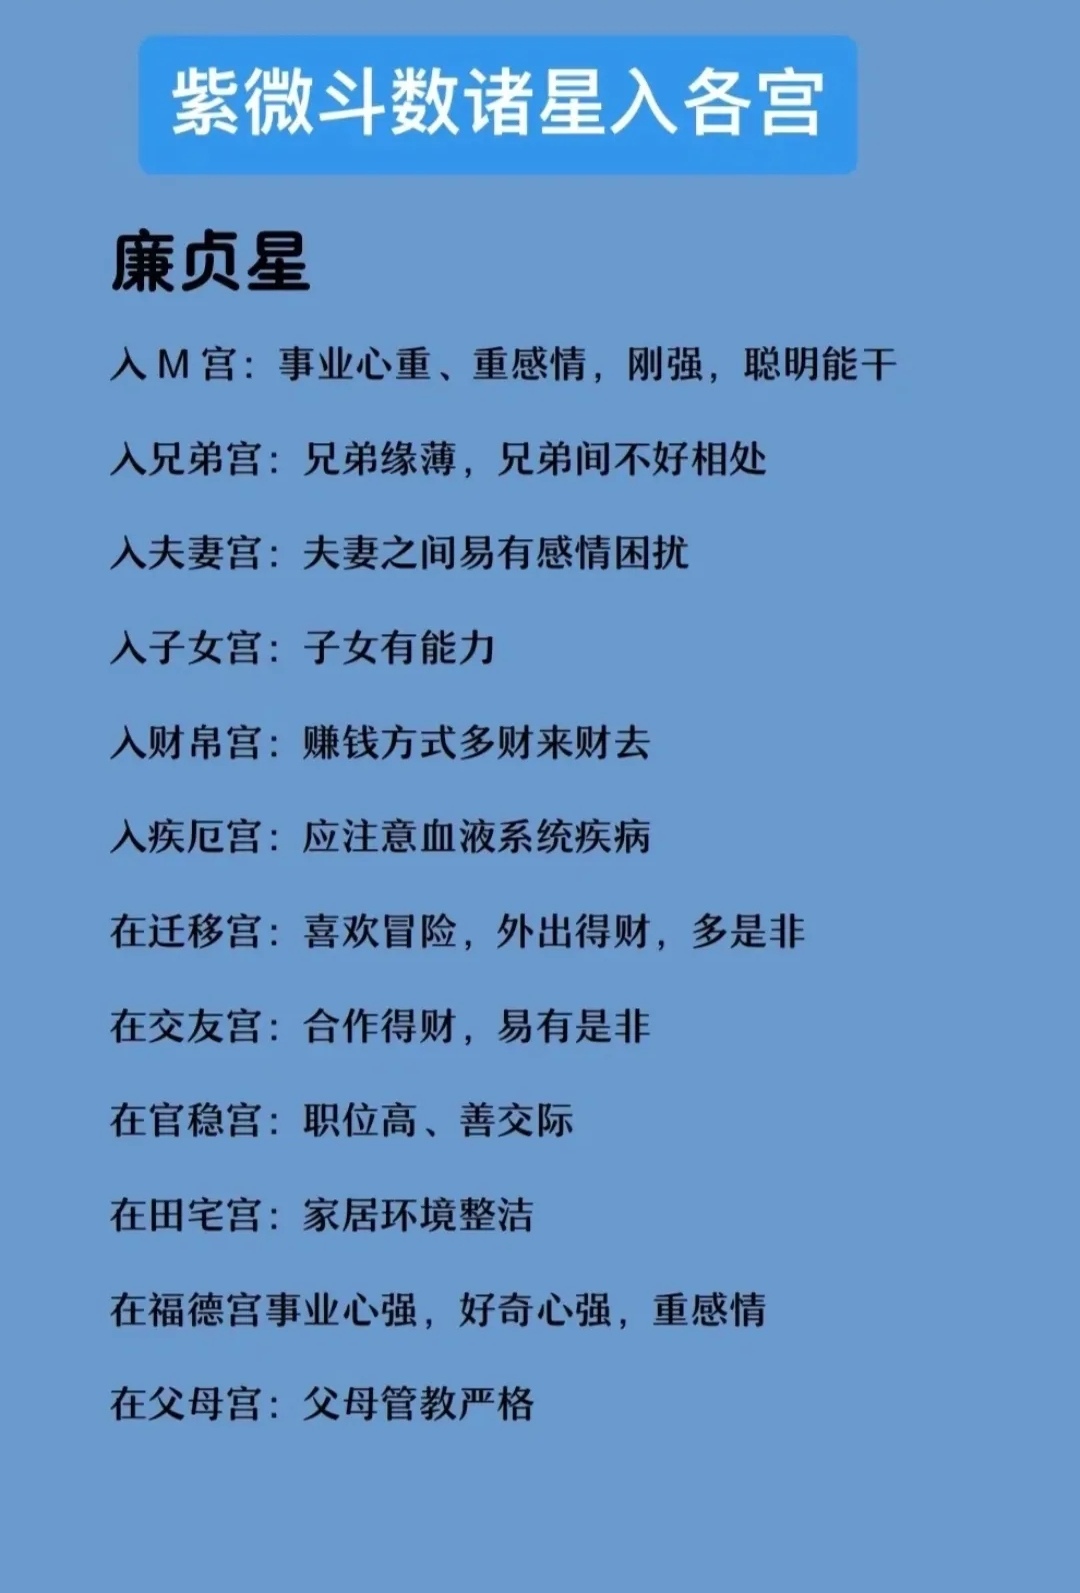 紫微斗数诸星入各宫
廉贞星
入 M 宫：事业心重、重感情，刚强，聪明能干
入兄弟宫：兄弟缘薄，兄弟间不好相处
入夫妻宫：夫妻之间易有感情困扰
入子女宫：子女有能力
入财帛宫：赚钱方式多财来财去
入疾厄宫：应注意血液系统疾病
在迁移宫：喜欢冒险，外出得财，多是非
在交友宫：合作得财，易有是非
在官稳宫：职位高、善交际
在田宅宫：家居环境整洁
在福德宫事业心强，好奇心强，重感情
在父母宫：父母管教严格